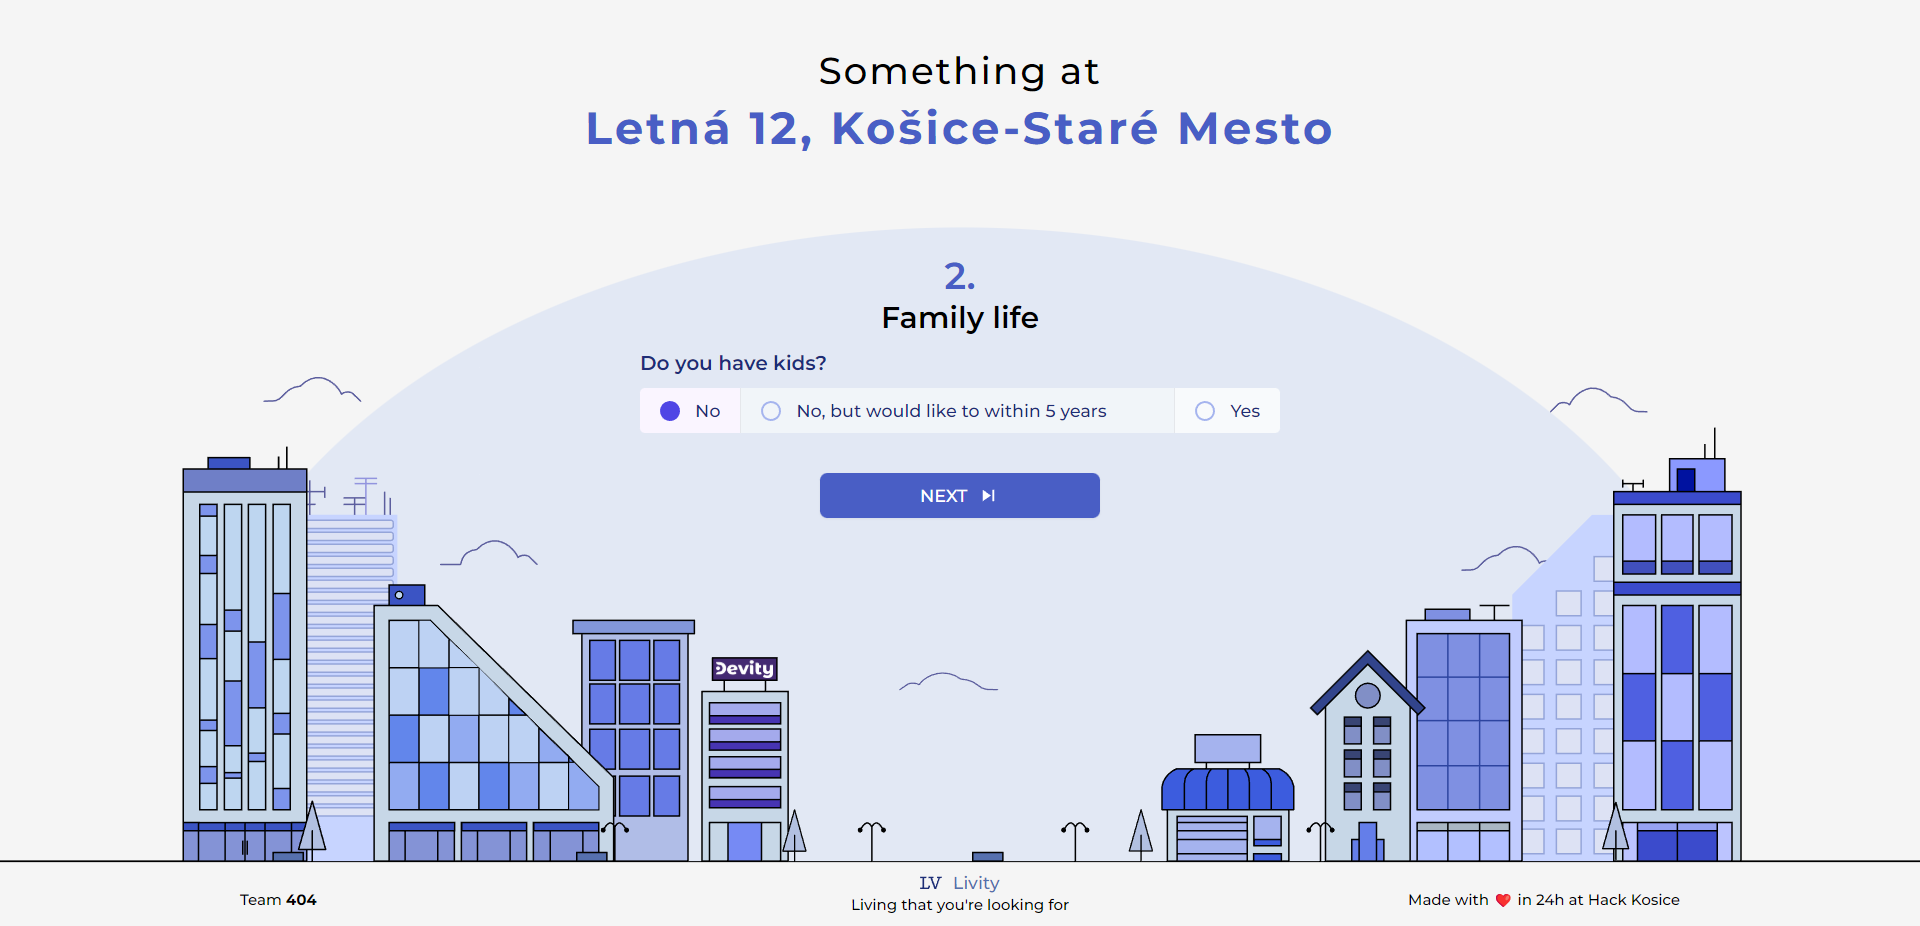 Something at
Letná 12, Košice-Staré Mesto
2.
Family life
Do you have kids?
No
No, but would like to within 5 years
Yes
NEXT
Devity
LV Livity
Team 404
Living that you're looking for
Made with ❤️ in 24h at Hack Kosice